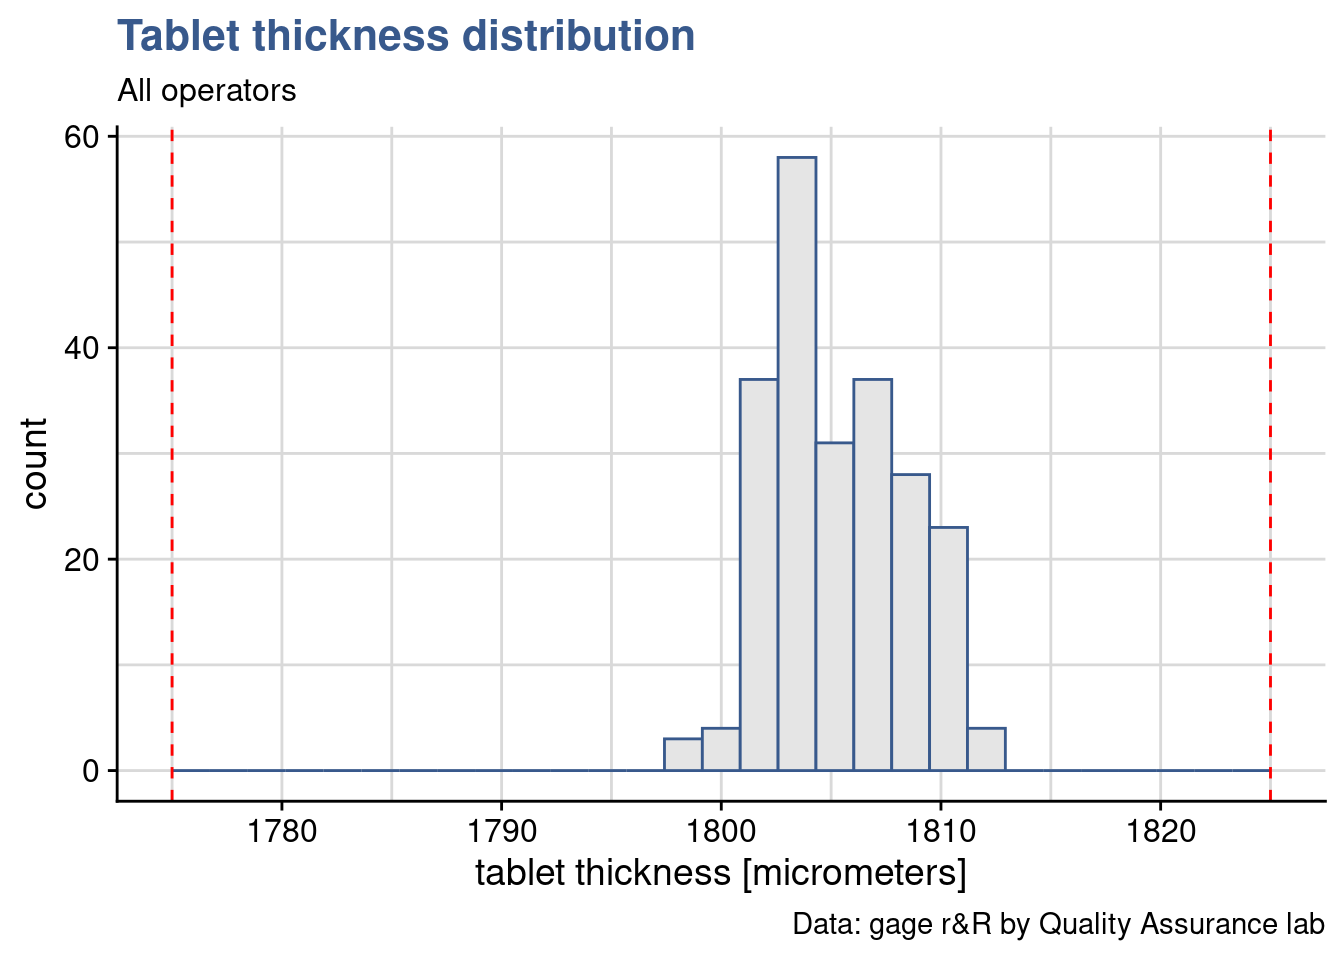 Tablet thickness distribution
All operators
60
40
20
0
count
1780 1790 1800 1810 1820
tablet thickness [micrometers]
Data: gage r&R by Quality Assurance lab